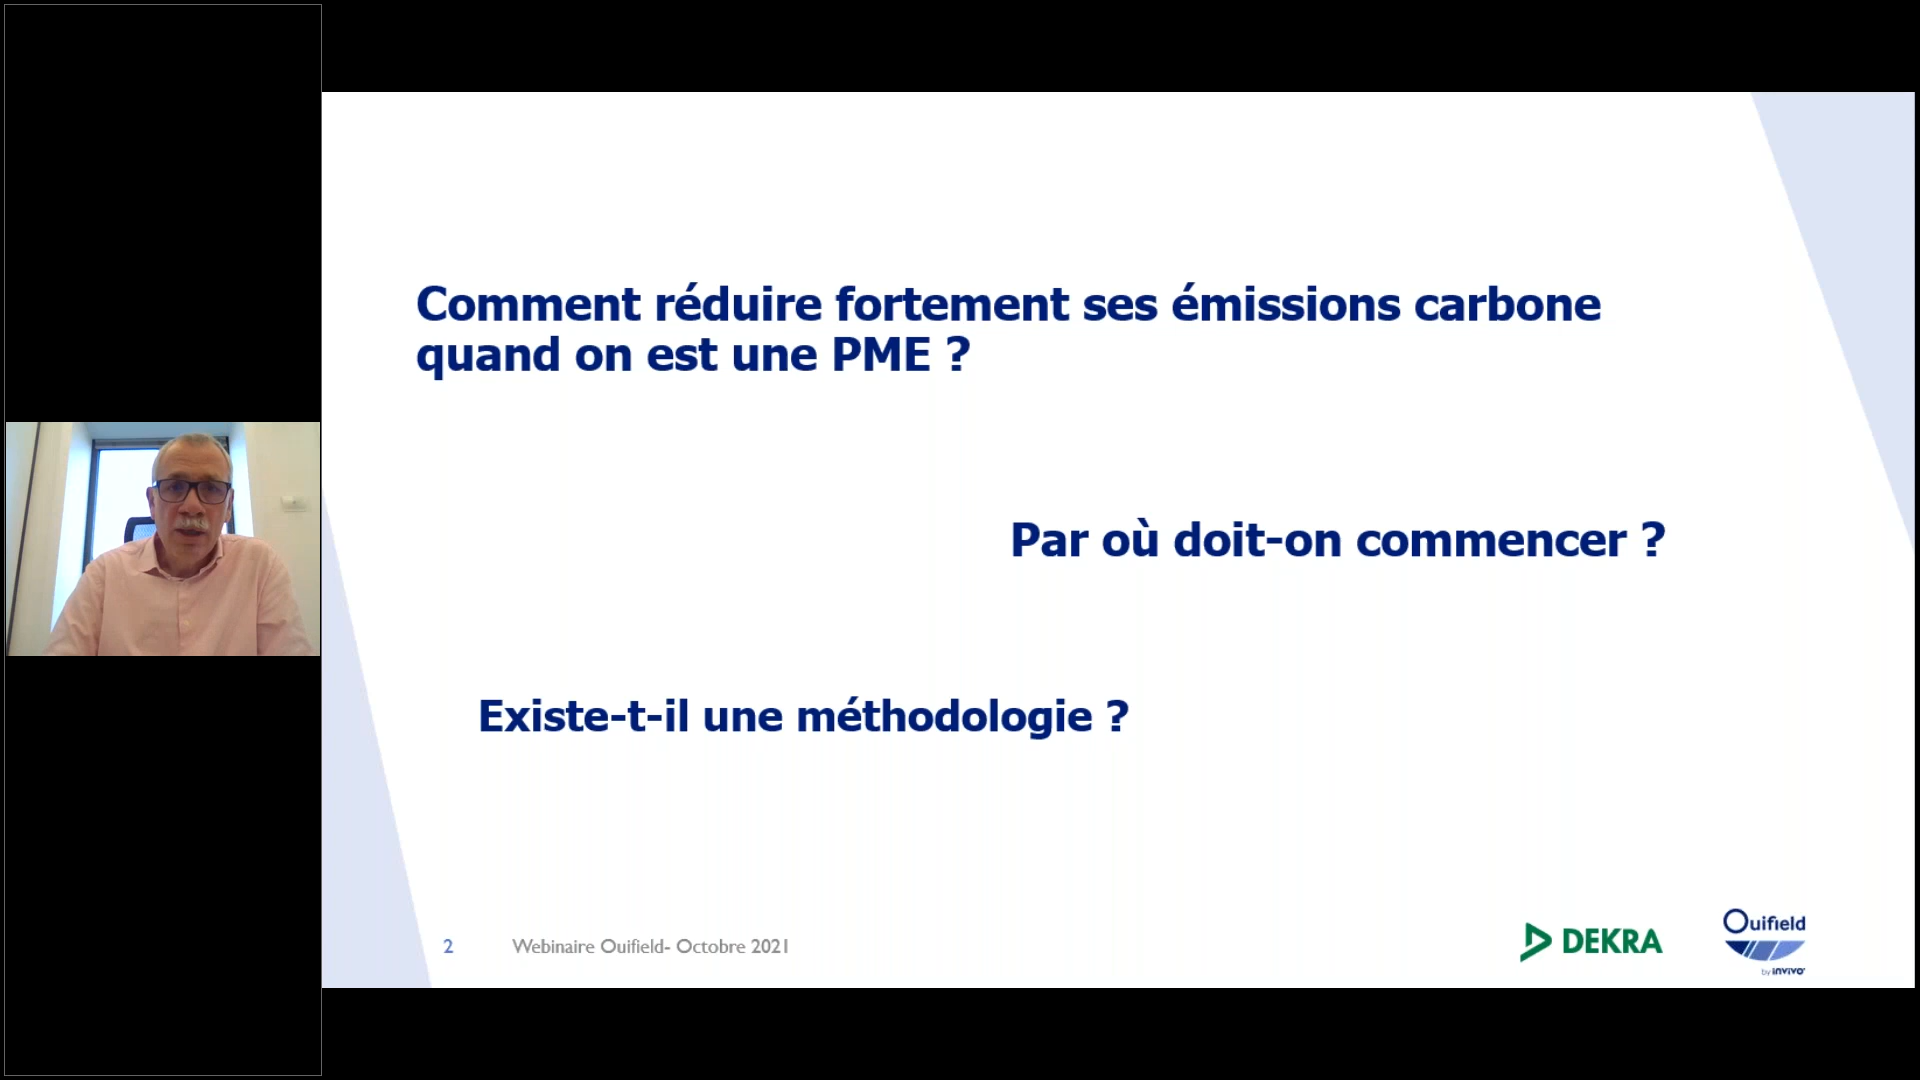 Comment réduire fortement ses émissions carbone
quand on est une PME ?
Par où doit-on commencer ?
Existe-t-il une méthodologie ?
2
Webinaire Ouifield- Octobre 2021
DEKRA
Ouifield
by invivo